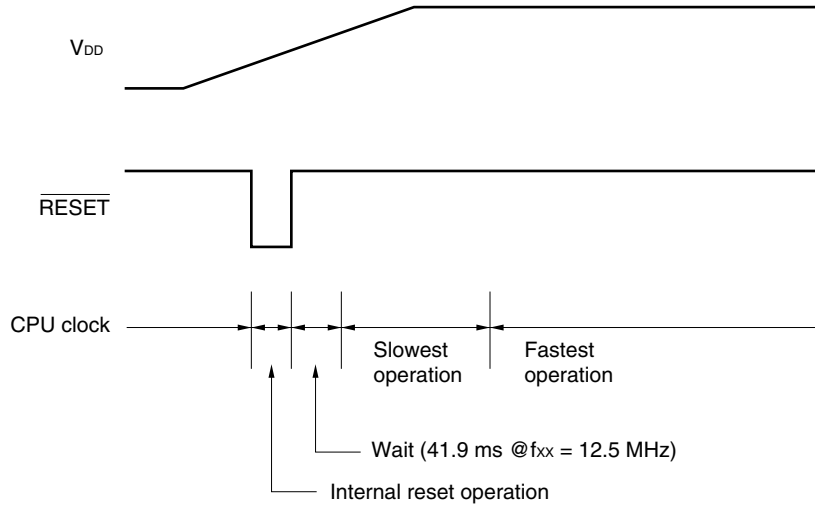 VDD
RESET
CPU clock
Slowest
operation
Fastest
operation
Wait (41.9 ms @fxx = 12.5 MHz)
Internal reset operation